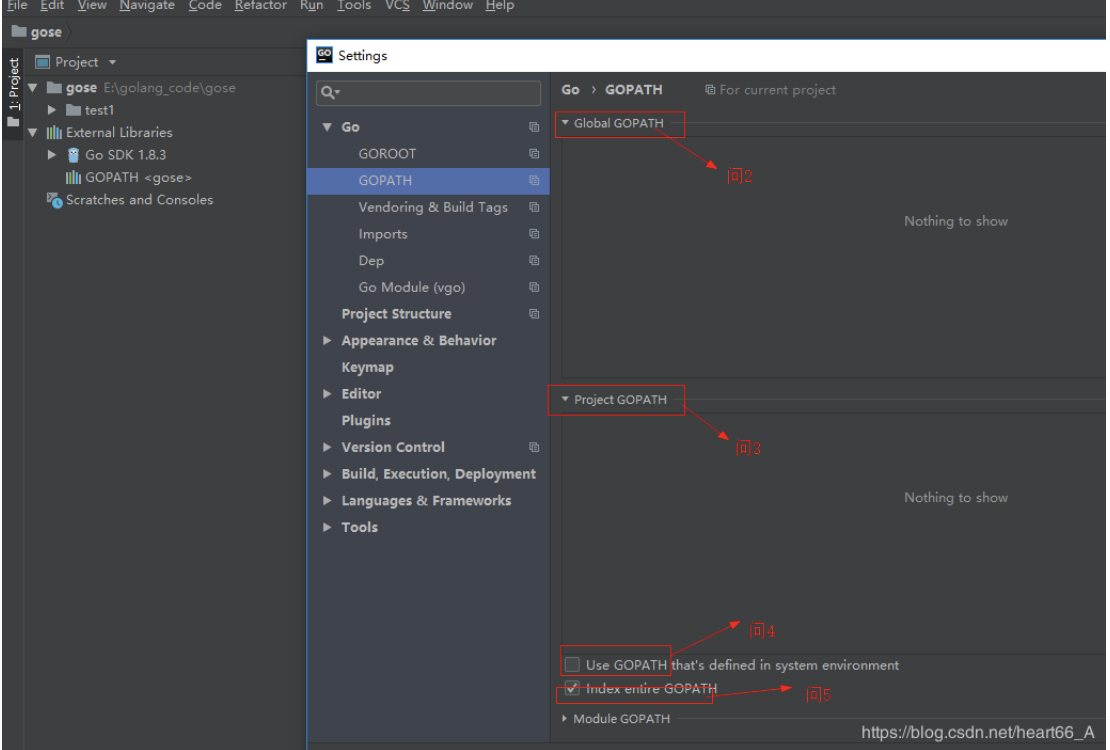 File Edit View Navigate Code Refactor Run Tools VCS Window Help
gose
1: Project
Project
gose E:\golang_code\gose
test1
External Libraries
Go SDK 1.8.3
GOPATH <gose>
Scratches and Consoles
GO Settings
Go
GOROOT
GOPATH
Vendoring & Build Tags
Imports
Dep
Go Module (vgo)
Project Structure
Appearance & Behavior
Keymap
Editor
Plugins
Version Control
Build, Execution, Deployment
Languages & Frameworks
Tools
Go › GOPATH For current project
Global GOPATH
问2
Nothing to show
Project GOPATH
问3
Nothing to show
问4
Use GOPATH that's defined in system environment
Index entire GOPATH
问5
Module GOPATH
https://blog.csdn.net/heart66_A